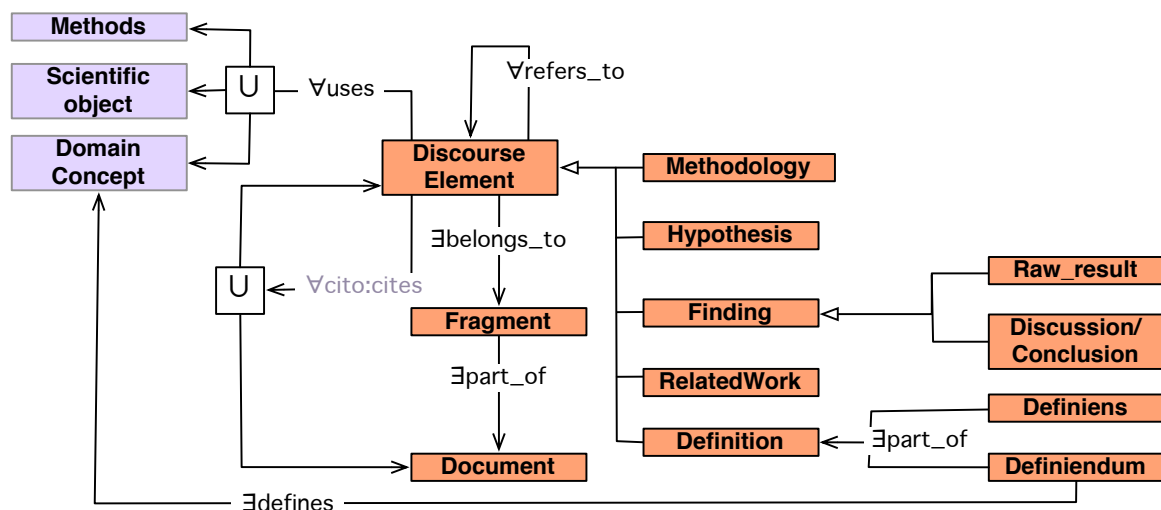 Methods
Scientific
object
Domain
Concept
∪
∀uses
∀refers_to
Discourse
Element
Methodology
∃belongs_to
Hypothesis
∪
∀cito:cites
Fragment
Finding
Raw_result
Discussion/
Conclusion
∃part_of
RelatedWork
Definiens
Definition
∃part_of
Document
Definiendum
∃defines